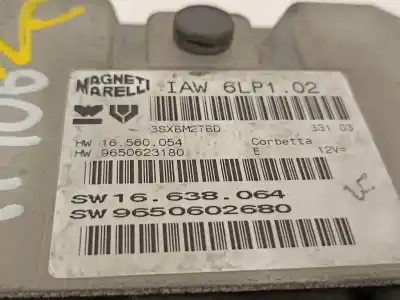 MAGNETI MARELLI
IAW 6LP1.02
3SXBM2TBD
331 03
HW 16.560.054
Corbetta
HW 9650623180
E
12V=
SW 16.638.064
SW 9650602680